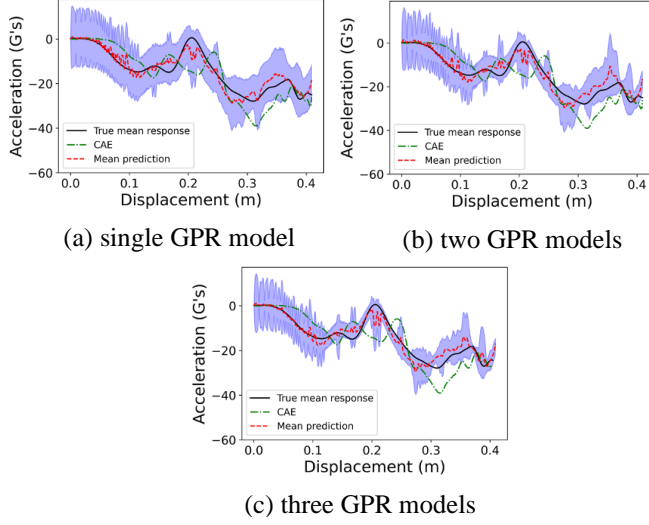 0
−20
−40
−60
Acceleration (G's)
True mean response
CAE
Mean prediction
0.0 0.1 0.2 0.3 0.4
Displacement (m)
(a) single GPR model
0
−20
−40
−60
Acceleration (G's)
True mean response
CAE
Mean prediction
0.0 0.1 0.2 0.3 0.4
Displacement (m)
(b) two GPR models
0
−20
−40
−60
Acceleration (G's)
True mean response
CAE
Mean prediction
0.0 0.1 0.2 0.3 0.4
Displacement (m)
(c) three GPR models